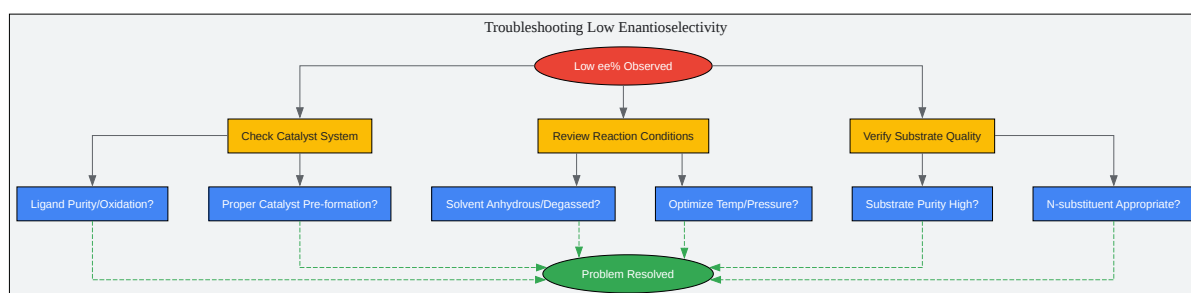 Troubleshooting Low Enantioselectivity
Low ee% Observed
Check Catalyst System
Review Reaction Conditions
Verify Substrate Quality
Ligand Purity/Oxidation?
Proper Catalyst Pre-formation?
Solvent Anhydrous/Degassed?
Optimize Temp/Pressure?
Substrate Purity High?
N-substituent Appropriate?
Problem Resolved